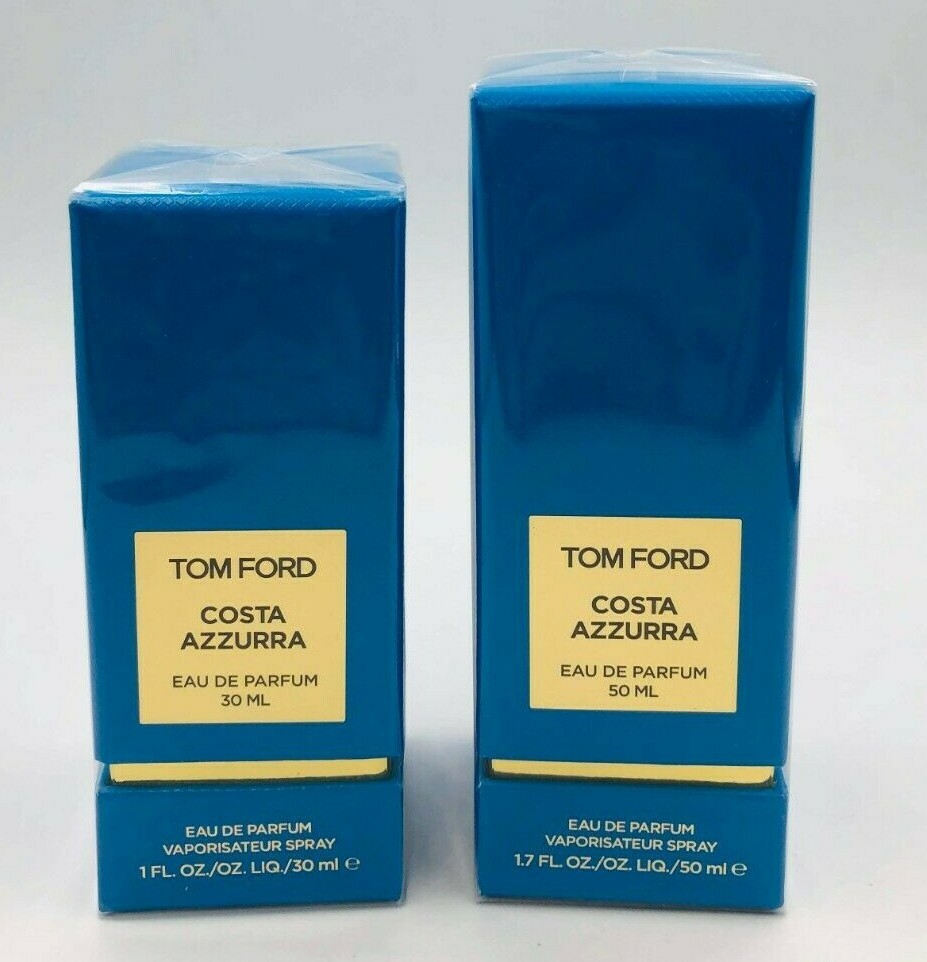 TOM FORD
COSTA
AZZURRA
EAU DE PARFUM
30 ML
EAU DE PARFUM
VAPORISATEUR SPRAY
1 FL. OZ./OZ. LIQ./30 ml ℮
TOM FORD
COSTA
AZZURRA
EAU DE PARFUM
50 ML
EAU DE PARFUM
VAPORISATEUR SPRAY
1.7 FL. OZ./OZ. LIQ./50 ml ℮